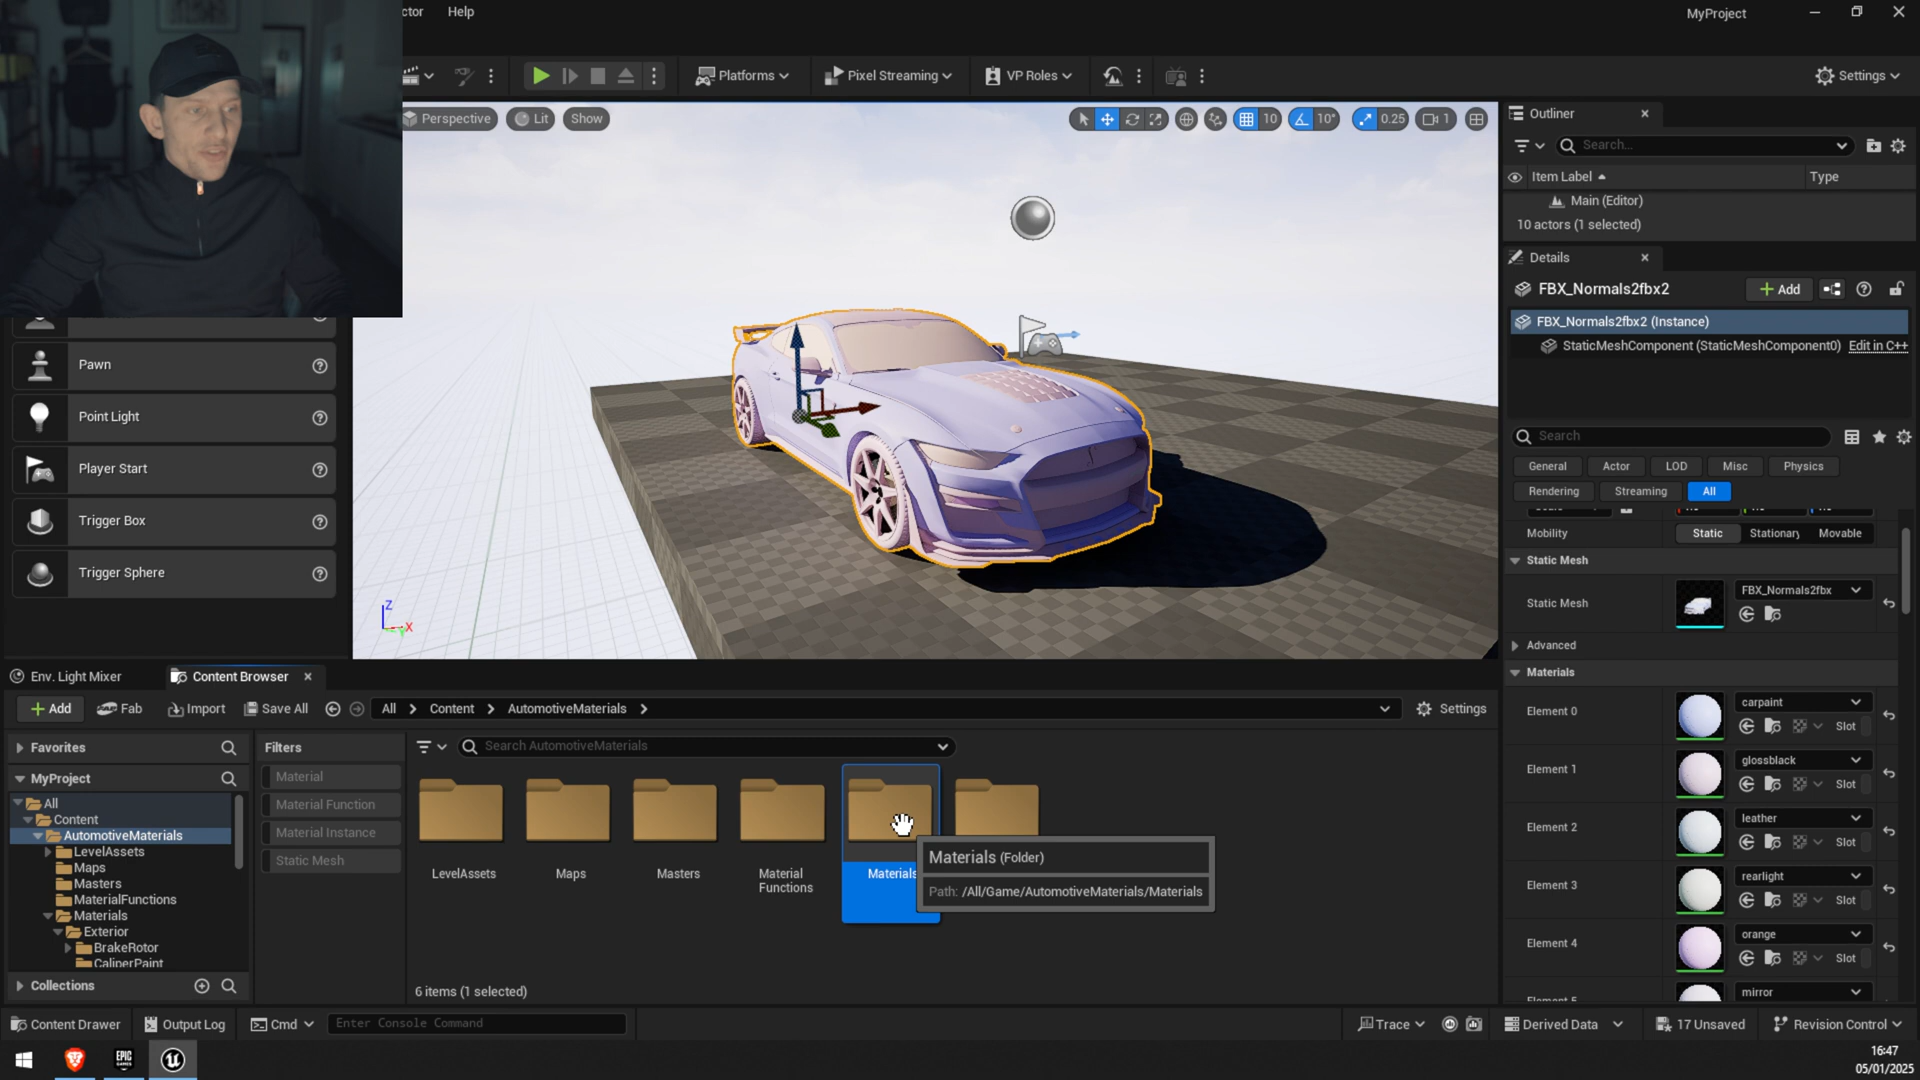 ctor Help
MyProject
Platforms
Pixel Streaming
VP Roles
Settings
Perspective
Lit
Show
10
10°
0.25
1
Outliner
Search...
Item Label
Type
Main (Editor)
10 actors (1 selected)
Details
FBX_Normals2fbx2
Add
FBX_Normals2fbx2 (Instance)
StaticMeshComponent (StaticMeshComponent0)
Edit in C++
Search
General
Actor
LOD
Misc
Physics
Rendering
Streaming
All
Mobility
Static
Stationary
Movable
Static Mesh
Static Mesh
FBX_Normals2fbx
Advanced
Materials
Element 0
carpaint
Slot
Element 1
glossblack
Slot
Element 2
leather
Slot
Element 3
rearlight
Slot
Element 4
orange
Slot
mirror
Pawn
Point Light
Player Start
Trigger Box
Trigger Sphere
Z
X
Env. Light Mixer
Content Browser
Add
Fab
Import
Save All
All
Content
AutomotiveMaterials
Settings
Favorites
MyProject
All
Content
AutomotiveMaterials
LevelAssets
Maps
Masters
MaterialFunctions
Materials
Exterior
BrakeRotor
CaliperPaint
Collections
Filters
Material
Material Function
Material Instance
Static Mesh
Search AutomotiveMaterials
LevelAssets
Maps
Masters
Material
Functions
Materials
Materials (Folder)
Path: /All/Game/AutomotiveMaterials/Materials
6 items (1 selected)
Content Drawer
Output Log
Cmd
Enter Console Command
Trace
Derived Data
17 Unsaved
Revision Control
EPIC
GAMES
16:47
05/01/2025